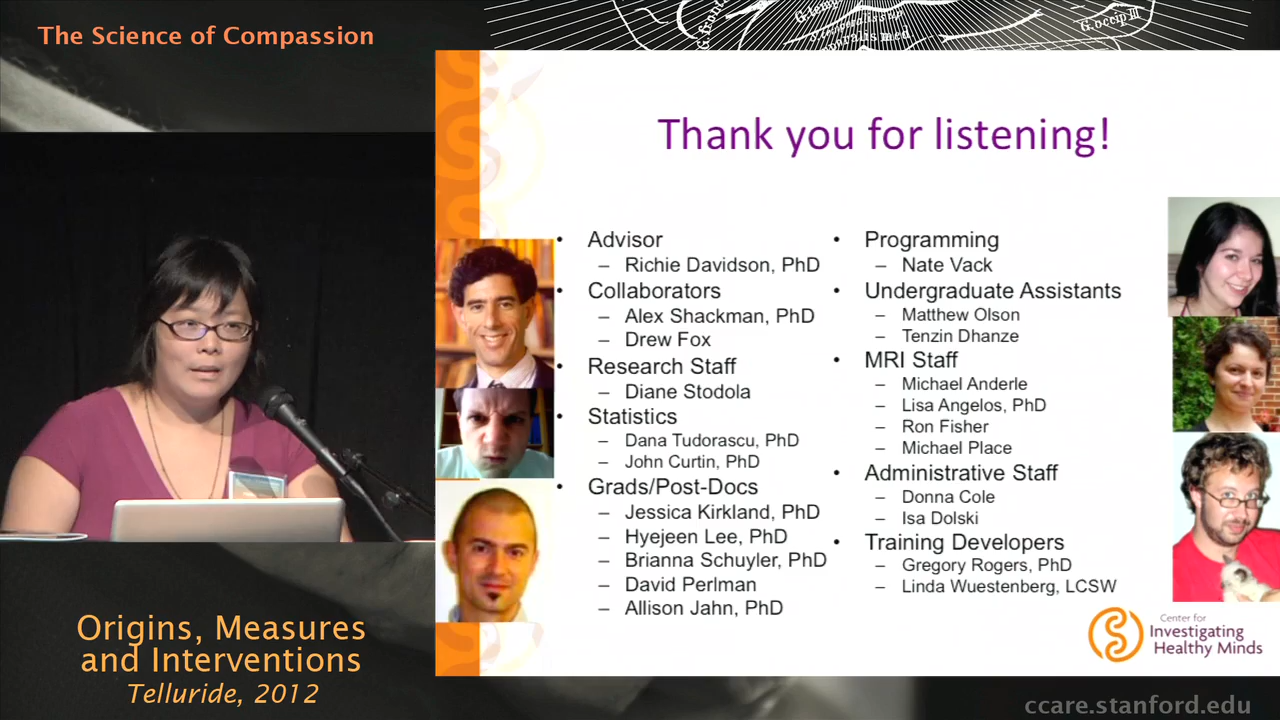 The Science of Compassion
G.occip III
Thank you for listening!
• Advisor
– Richie Davidson, PhD
• Collaborators
– Alex Shackman, PhD
– Drew Fox
• Research Staff
– Diane Stodola
• Statistics
– Dana Tudorascu, PhD
– John Curtin, PhD
• Grads/Post-Docs
– Jessica Kirkland, PhD
– Hyejeen Lee, PhD
– Brianna Schuyler, PhD
– David Perlman
– Allison Jahn, PhD
• Programming
– Nate Vack
• Undergraduate Assistants
– Matthew Olson
– Tenzin Dhanze
• MRI Staff
– Michael Anderle
– Lisa Angelos, PhD
– Ron Fisher
– Michael Place
• Administrative Staff
– Donna Cole
– Isa Dolski
• Training Developers
– Gregory Rogers, PhD
– Linda Wuestenberg, LCSW
Center for
Investigating
Healthy Minds
Origins, Measures
and Interventions
Telluride, 2012
ccare.stanford.edu